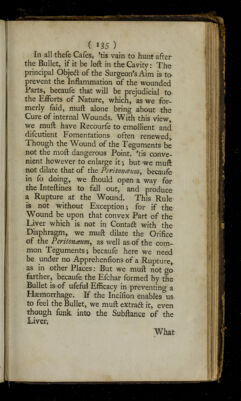 ( 135 )
In all these Cases, 'tis vain to hunt after
the Bullet, if it be lost in the Cavity: The
principal Object of the Surgeon's Aim is to
prevent the Inflammation of the wounded
Parts, because that will be prejudicial to
the Efforts of Nature, which, as we for-
merly said, must alone bring about the
Cure of internal Wounds. With this view,
we must have Recourse to emollient and
discutient Fomentations often renewed,
Though the Wound of the Teguments be
not the most dangerous Point, 'tis conve-
nient however to enlarge it; but we must
not dilate that of the Peritonæum, because
in so doing, we should open a way for
the Intestines to fall out, and produce
a Rupture at the Wound. This Rule
is not without Exception; for if the
Wound be upon that convex Part of the
Liver which is not in Contact with the
Diaphragm, we must dilate the Orifice
of the Peritonæum, as well as of the com-
mon Teguments; because here we need
be under no Apprehensions of a Rupture,
as in other Places: But we must not go
farther, because the Eschar formed by the
Bullet is of useful Efficacy in preventing a
Hæmorrhage. If the Incision enables us
to feel the Bullet, we must extract it, even
though sunk into the Substance of the
Liver.
What